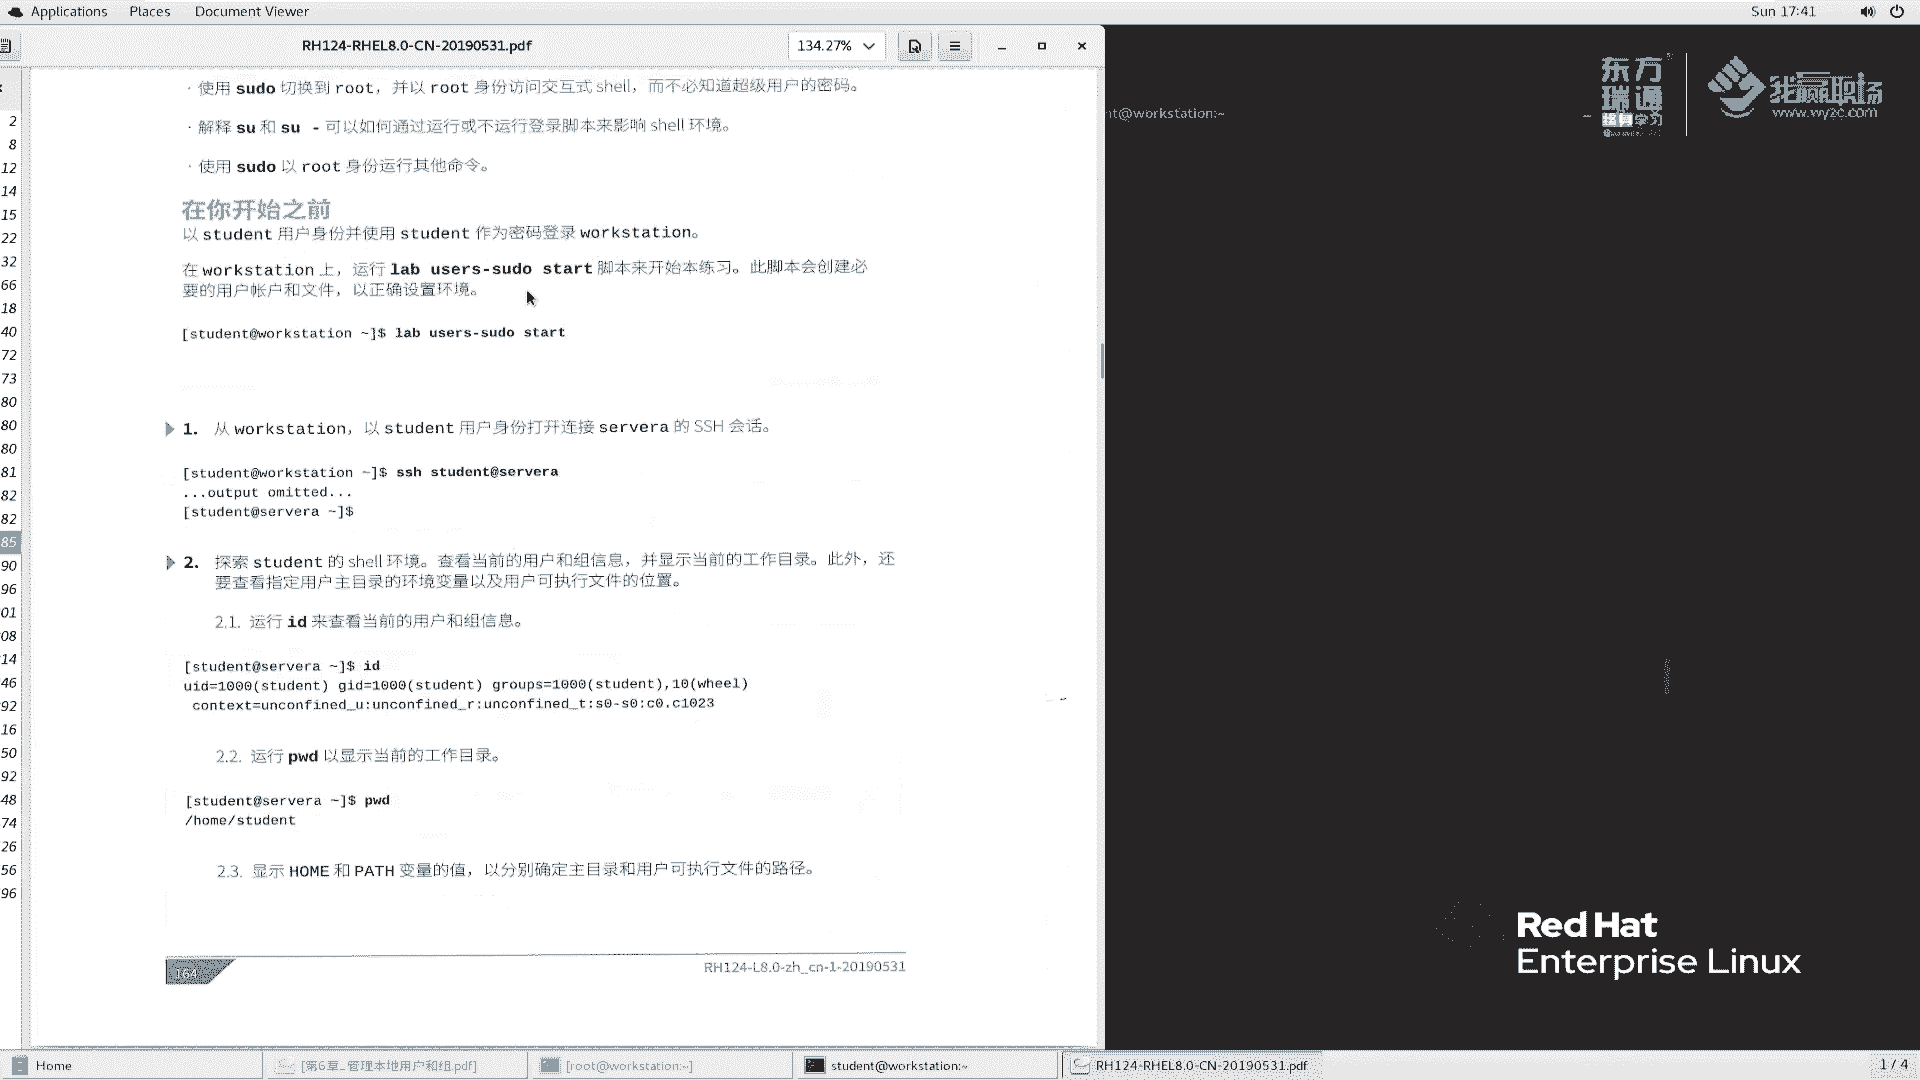 Applications Places Document Viewer Sun 17:41
RH124-RHEL8.0-CN-20190531.pdf 134.27%
· 使用 sudo 切换到 root，并以 root 身份访问交互式 shell，而不必知道超级用户的密码。
· 解释 su 和 su - 可以如何通过运行或不运行登录脚本来影响 shell 环境。
· 使用 sudo 以 root 身份运行其他命令。
在你开始之前
以 student 用户身份并使用 student 作为密码登录 workstation。
在 workstation 上，运行 lab users-sudo start 脚本来开始本练习。此脚本会创建必
要的用户帐户和文件，以正确设置环境。
[student@workstation ~]$ lab users-sudo start
1. 从 workstation，以 student 用户身份打开连接 servera 的 SSH 会话。
[student@workstation ~]$ ssh student@servera
...output omitted...
[student@servera ~]$
2. 探索 student 的 shell 环境。查看当前的用户和组信息，并显示当前的工作目录。此外，还
要查看指定用户主目录的环境变量以及用户可执行文件的位置。
2.1. 运行 id 来查看当前的用户和组信息。
[student@servera ~]$ id
uid=1000(student) gid=1000(student) groups=1000(student),10(wheel)
context=unconfined_u:unconfined_r:unconfined_t:s0-s0:c0.c1023
2.2. 运行 pwd 以显示当前的工作目录。
[student@servera ~]$ pwd
/home/student
2.3. 显示 HOME 和 PATH 变量的值，以分别确定主目录和用户可执行文件的路径。
164 RH124-L8.0-zh_cn-1-20190531
2
8
12
14
15
22
32
66
18
40
72
73
80
80
80
81
82
82
85
90
96
01
08
14
46
92
16
50
92
48
74
26
56
96
nt@workstation:~
东方
瑞通
终身学习
我赢职场
www.wyzc.com
Red Hat
Enterprise Linux
Home [第6章_管理本地用户和组.pdf] [root@workstation:~] student@workstation:~ RH124-RHEL8.0-CN-20190531.pdf 1 / 4